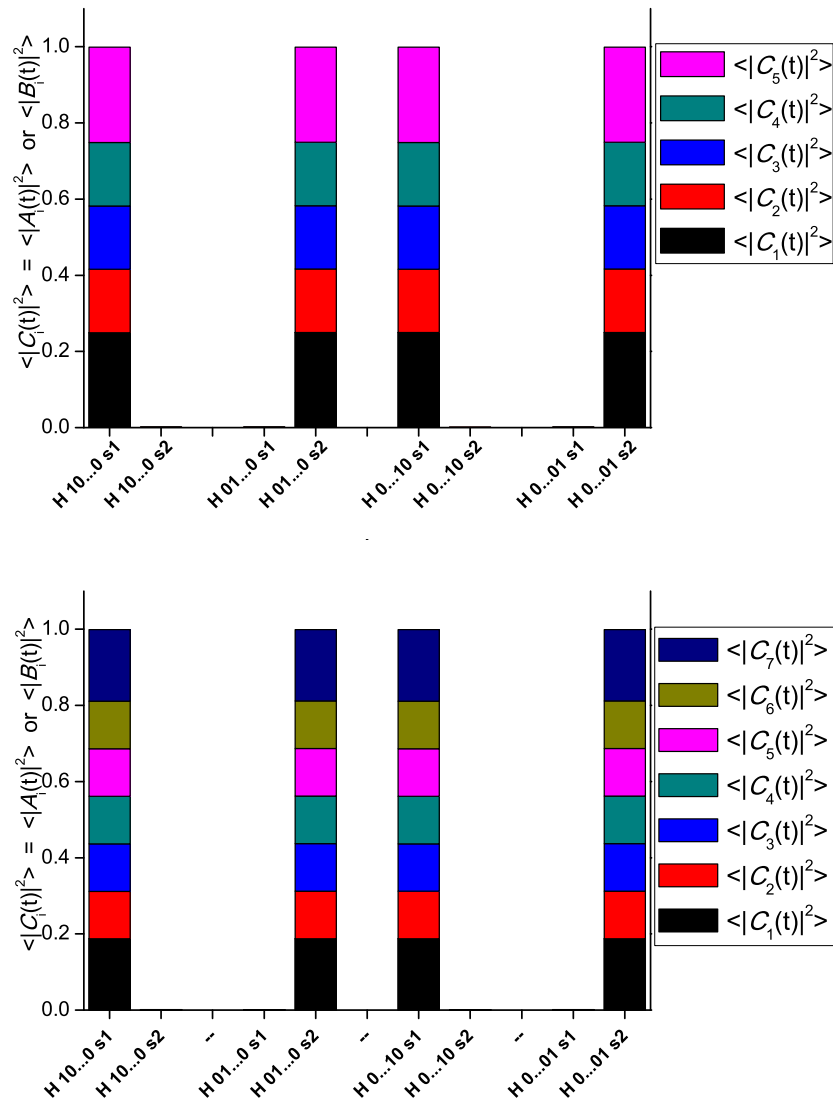 <|C_i(t)|^2> = <|A_i(t)|^2> or <|B_i(t)|^2>
1.0
0.8
0.6
0.4
0.2
0.0
H 10...0 s1
H 10...0 s2
H 01...0 s1
H 01...0 s2
H 0...10 s1
H 0...10 s2
H 0...01 s1
H 0...01 s2
<|C_5(t)|^2>
<|C_4(t)|^2>
<|C_3(t)|^2>
<|C_2(t)|^2>
<|C_1(t)|^2>
<|C_i(t)|^2> = <|A_i(t)|^2> or <|B_i(t)|^2>
1.0
0.8
0.6
0.4
0.2
0.0
H 10...0 s1
H 10...0 s2
--
H 01...0 s1
H 01...0 s2
--
H 0...10 s1
H 0...10 s2
--
H 0...01 s1
H 0...01 s2
<|C_7(t)|^2>
<|C_6(t)|^2>
<|C_5(t)|^2>
<|C_4(t)|^2>
<|C_3(t)|^2>
<|C_2(t)|^2>
<|C_1(t)|^2>